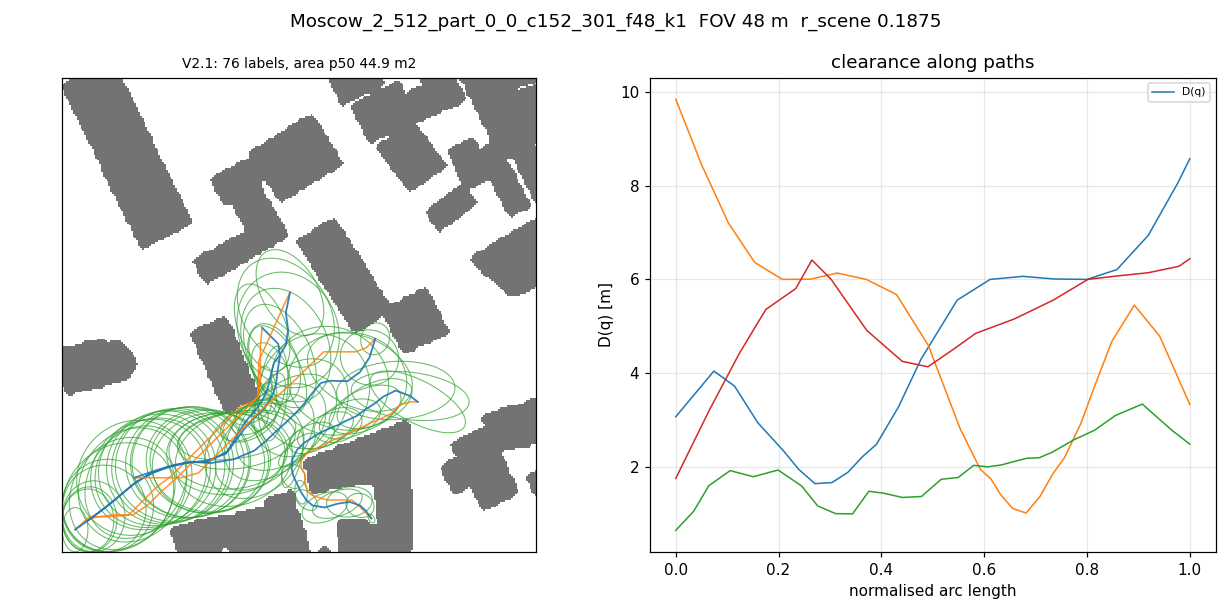 Moscow_2_512_part_0_0_c152_301_f48_k1  FOV 48 m  r_scene 0.1875
V2.1: 76 labels, area p50 44.9 m2
clearance along paths
D(q)
10
8
6
4
2
D(q) [m]
0.0 0.2 0.4 0.6 0.8 1.0
normalised arc length